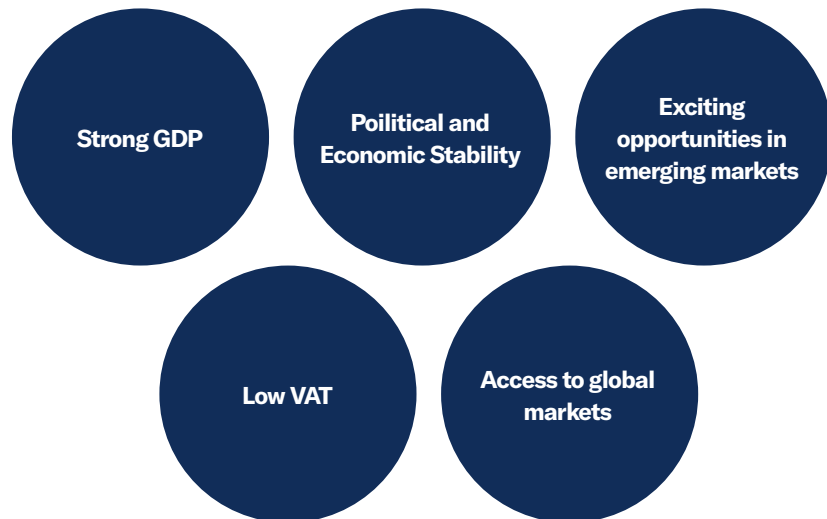 Strong GDP
Poilitical and
Economic Stability
Exciting
opportunities in
emerging markets
Low VAT
Access to global
markets